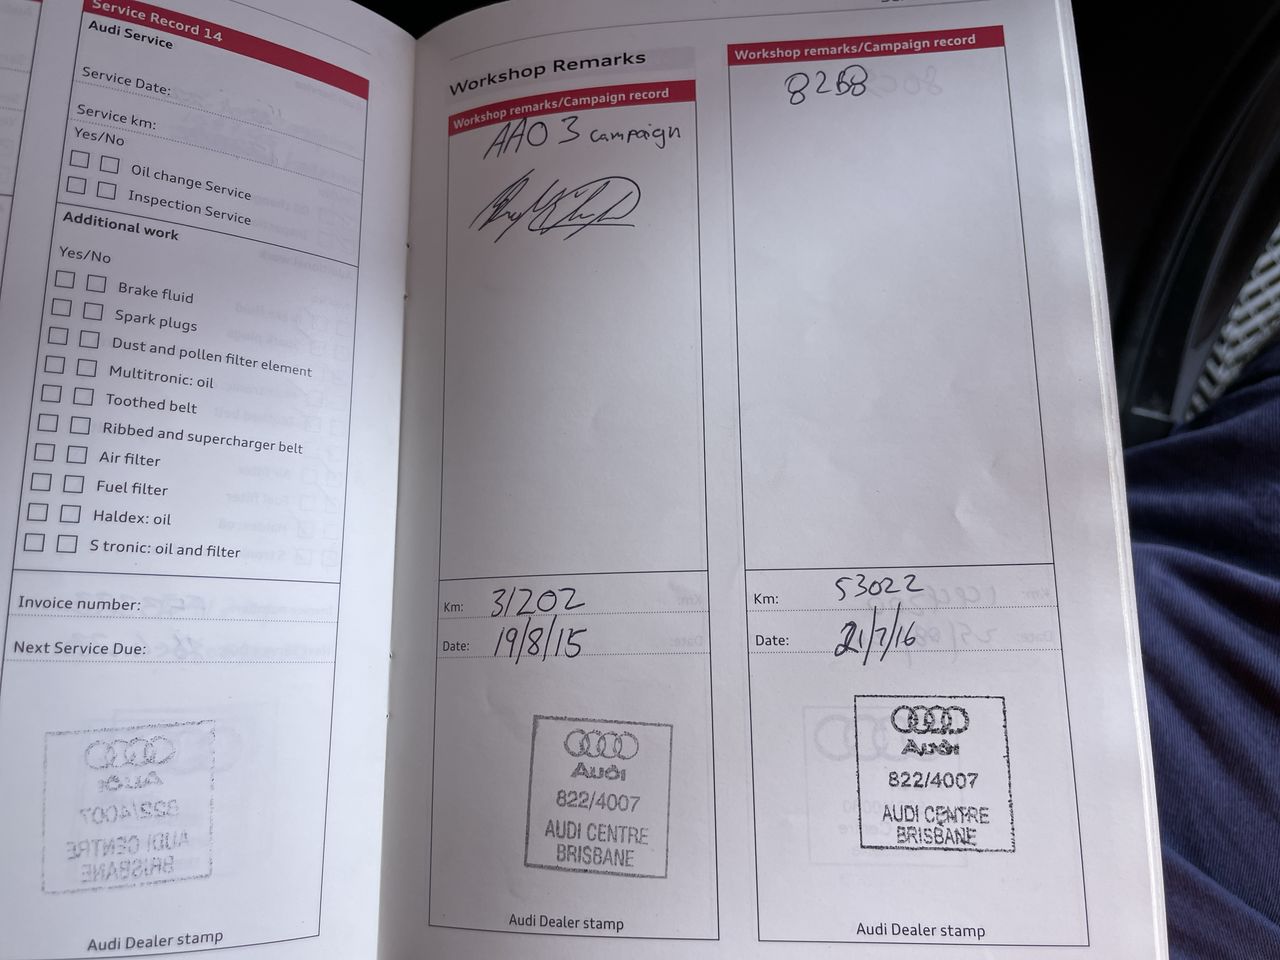 Service Record 14
Audi Service
Service Date:
Service km:
Yes/No
Oil change Service
Inspection Service
Additional work
Yes/No
Brake fluid
Spark plugs
Dust and pollen filter element
Multitronic: oil
Toothed belt
Ribbed and supercharger belt
Air filter
Fuel filter
Haldex: oil
S tronic: oil and filter
Invoice number:
Next Service Due:
Audi
822/4007
AUDI CENTRE
BRISBANE
Audi Dealer stamp
Workshop Remarks
Workshop remarks/Campaign record
AA03 campaign
Km: 31202
Date: 19/8/15
Audi
822/4007
AUDI CENTRE
BRISBANE
Audi Dealer stamp
Workshop remarks/Campaign record
82B8
Km: 53022
Date: 21/7/16
Audi
822/4007
AUDI CENTRE
BRISBANE
Audi Dealer stamp